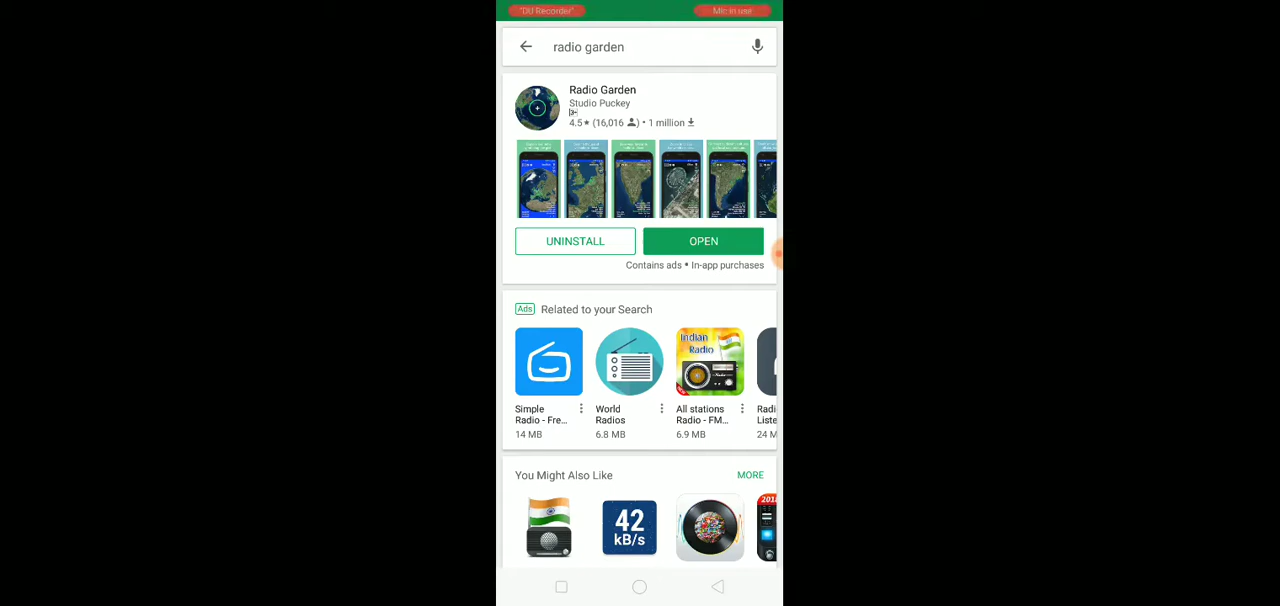 "DU Recorder" Mic in use
radio garden
Radio Garden
Studio Puckey
3+
4.5★ (16,016 ) • 1 million
UNINSTALL OPEN
Contains ads • In-app purchases
Ads Related to your Search
Indian
Radio
Simple
Radio - Fre...
14 MB
World
Radios
6.8 MB
All stations
Radio - FM...
6.9 MB
Radi
Liste
24 M
You Might Also Like MORE
42
kB/s